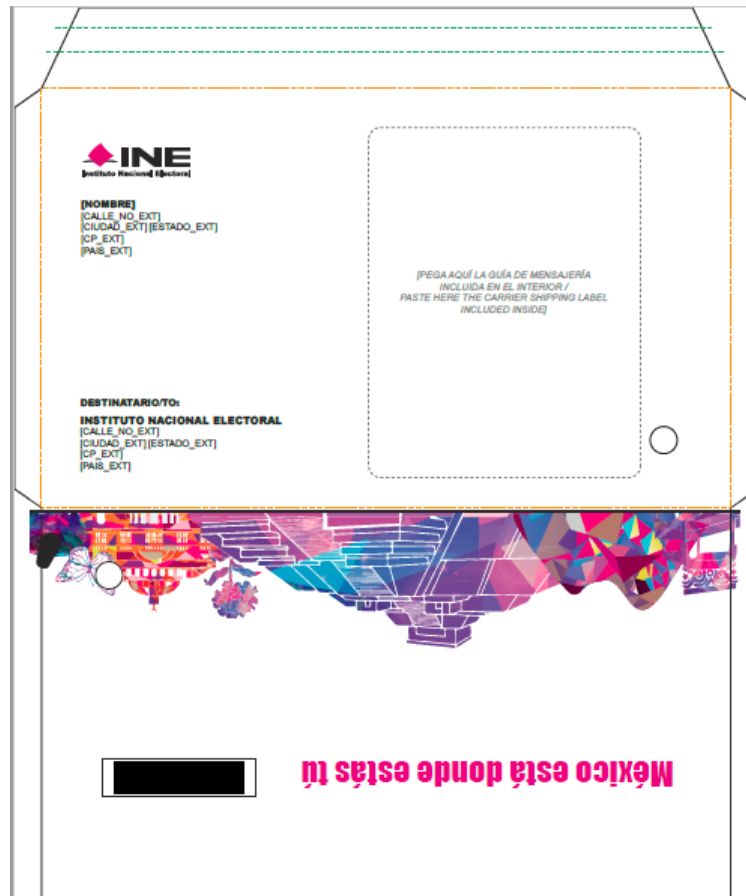 INE
Instituto Nacional Electoral
[NOMBRE]
[CALLE_NO_EXT]
[CIUDAD_EXT] [ESTADO_EXT]
[CP_EXT]
[PAIS_EXT]
[PEGA AQUÍ LA GUÍA DE MENSAJERÍA
INCLUIDA EN EL INTERIOR /
PASTE HERE THE CARRIER SHIPPING LABEL
INCLUDED INSIDE]
DESTINATARIO/TO:
INSTITUTO NACIONAL ELECTORAL
[CALLE_NO_EXT]
[CIUDAD_EXT] [ESTADO_EXT]
[CP_EXT]
[PAIS_EXT]
México está donde estás tú